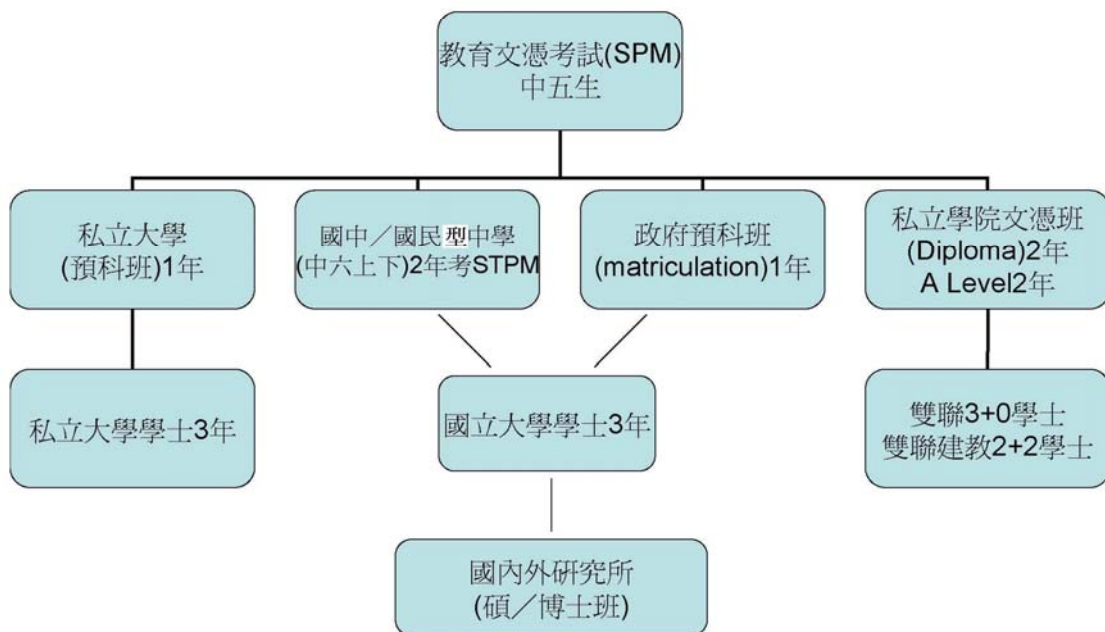 教育文憑考試(SPM)
中五生
私立大學
(預科班)1年
國中／國民型中學
(中六上下)2年考STPM
政府預科班
(matriculation)1年
私立學院文憑班
(Diploma)2年
A Level2年
私立大學學士3年
國立大學學士3年
雙聯3+0學士
雙聯建教2+2學士
國內外研究所
(碩／博士班)